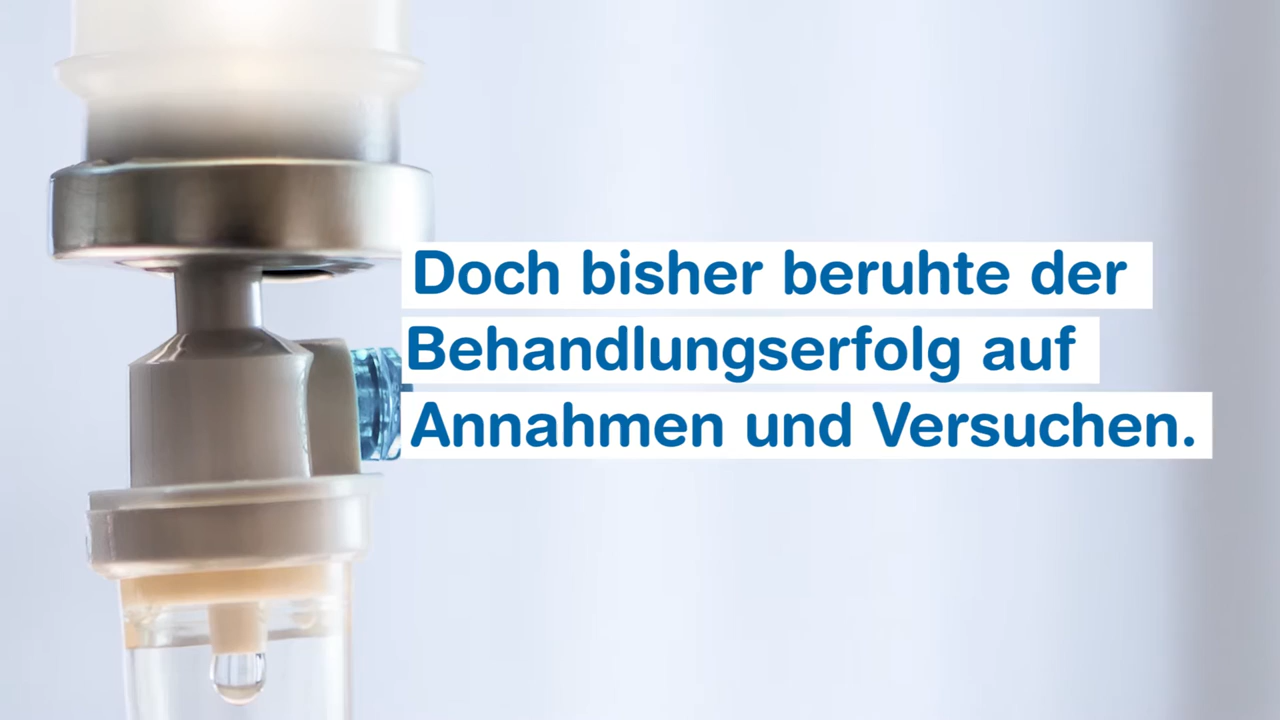 Doch bisher beruhte der
Behandlungserfolg auf
Annahmen und Versuchen.